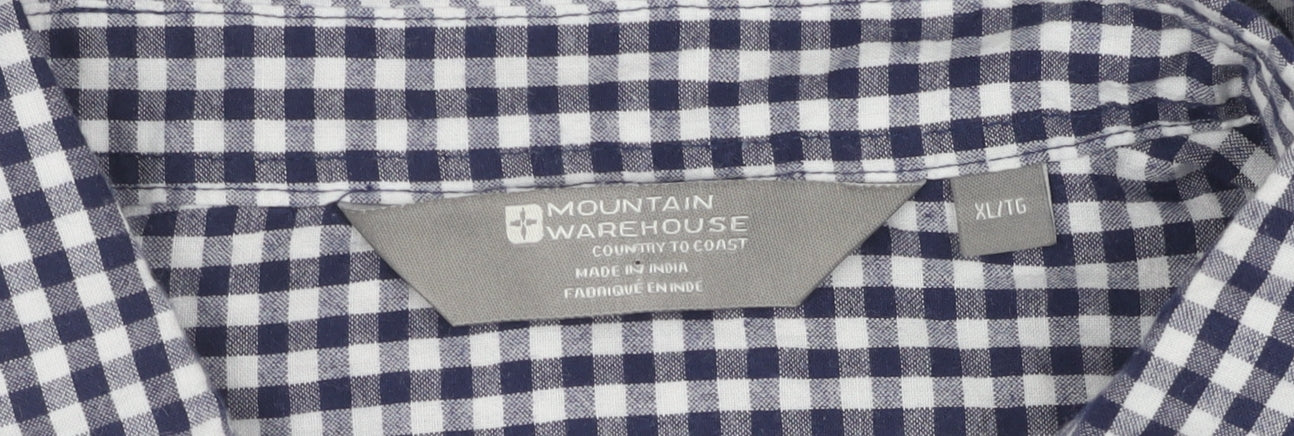 MOUNTAIN
WAREHOUSE
COUNTRY TO COAST
MADE IN INDIA
FABRIQUÉ EN INDE
XL/TG